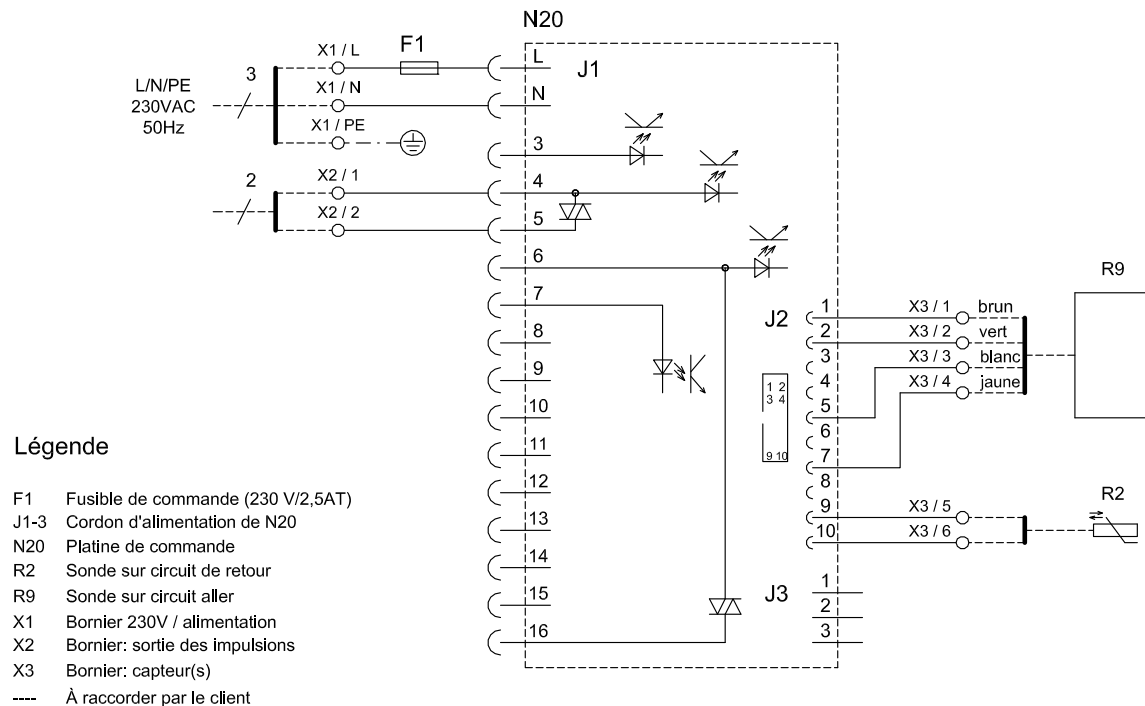 N20
X1 / L
F1
L
J1
3
L/N/PE
230VAC
50Hz
X1 / N
N
X1 / PE
3
2
X2 / 1
4
X2 / 2
5
6
7
8
9
10
11
12
13
14
15
16
J2
1
2
3
4
5
6
7
8
9
10
1 2
3 4
9 10
J3
1
2
3
X3 / 1
brun
X3 / 2
vert
X3 / 3
blanc
X3 / 4
jaune
R9
X3 / 5
X3 / 6
R2
Légende
F1 Fusible de commande (230 V/2,5AT)
J1-3 Cordon d'alimentation de N20
N20 Platine de commande
R2 Sonde sur circuit de retour
R9 Sonde sur circuit aller
X1 Bornier 230V / alimentation
X2 Bornier: sortie des impulsions
X3 Bornier: capteur(s)
---- À raccorder par le client